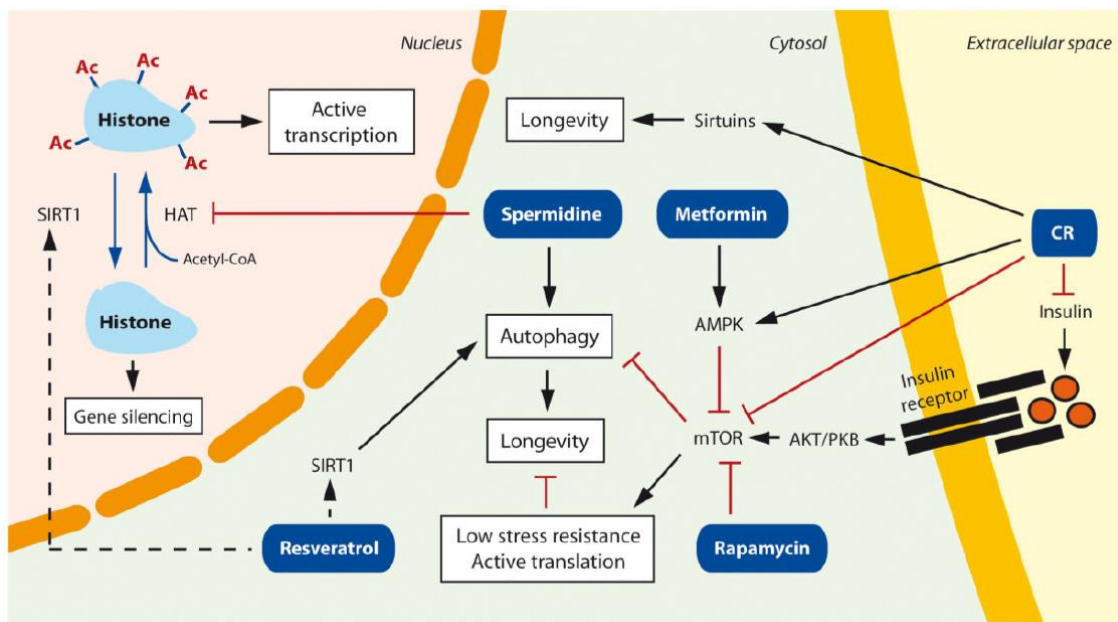 Nucleus
Cytosol
Extracellular space
Ac
Ac
Ac
Ac
Ac
Histone
Active
transcription
Longevity
Sirtuins
SIRT1
HAT
Acetyl-CoA
Spermidine
Metformin
CR
Histone
Autophagy
AMPK
Insulin
Gene silencing
Insulin
receptor
Longevity
mTOR
AKT/PKB
SIRT1
Resveratrol
Low stress resistance
Active translation
Rapamycin